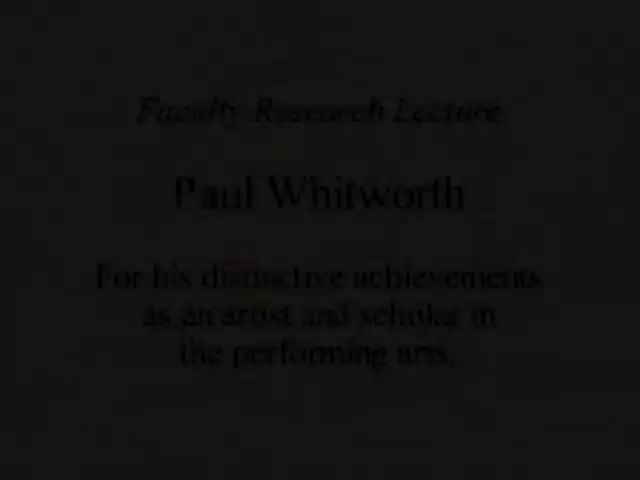 Faculty Research Lecture
Paul Whitworth
For his distinctive achievements
as an artist and scholar in
the performing arts.